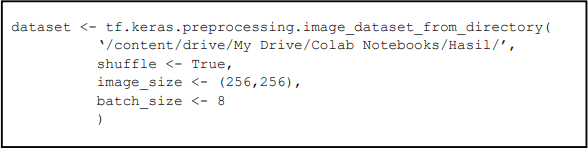 dataset <- tf.keras.preprocessing.image_dataset_from_directory(
‘/content/drive/My Drive/Colab Notebooks/Hasil/’,
shuffle <- True,
image_size <- (256,256),
batch_size <- 8
)